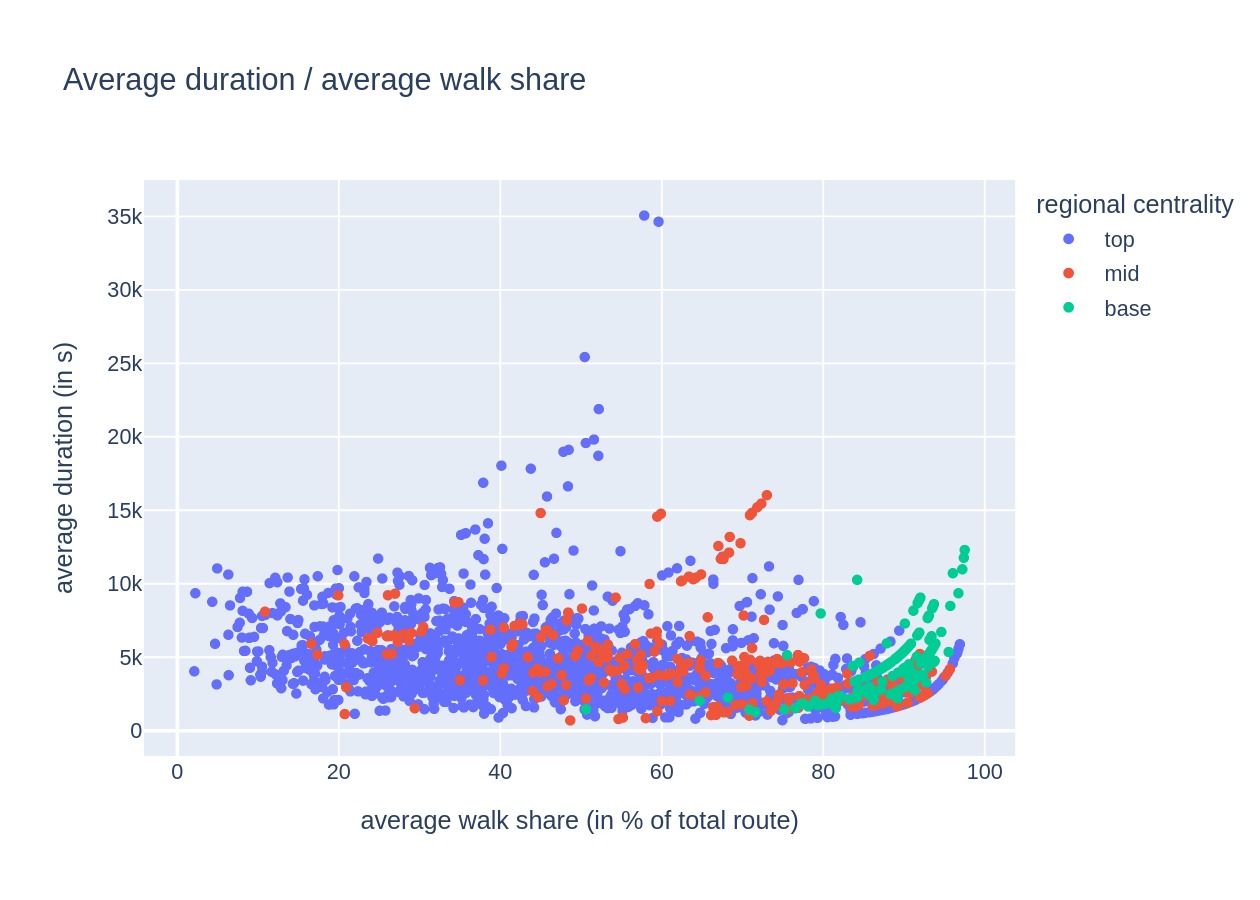 Average duration / average walk share
regional centrality
top
mid
base
35k
30k
25k
20k
15k
10k
5k
0
average duration (in s)
0 20 40 60 80 100
average walk share (in % of total route)